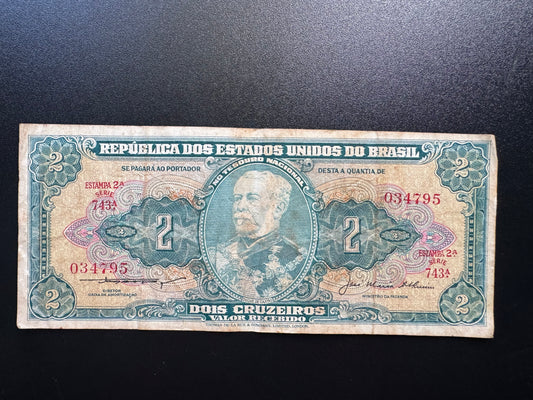 REPÚBLICA DOS ESTADOS UNIDOS DO BRASIL
SE PAGARÁ AO PORTADOR NO TESOURO NACIONAL DESTA A QUANTIA DE
2 2
ESTAMPA 2ª
SÉRIE
743ª
034795
2 2
ESTAMPA 2ª
SÉRIE
743ª
034795
DIRETOR
CAIXA DE AMORTIZAÇÃO
MINISTRO DA FAZENDA
2 2
DOIS CRUZEIROS
VALOR RECEBIDO
THOMAS DE LA RUE & COMPANY, LIMITED, LONDON.